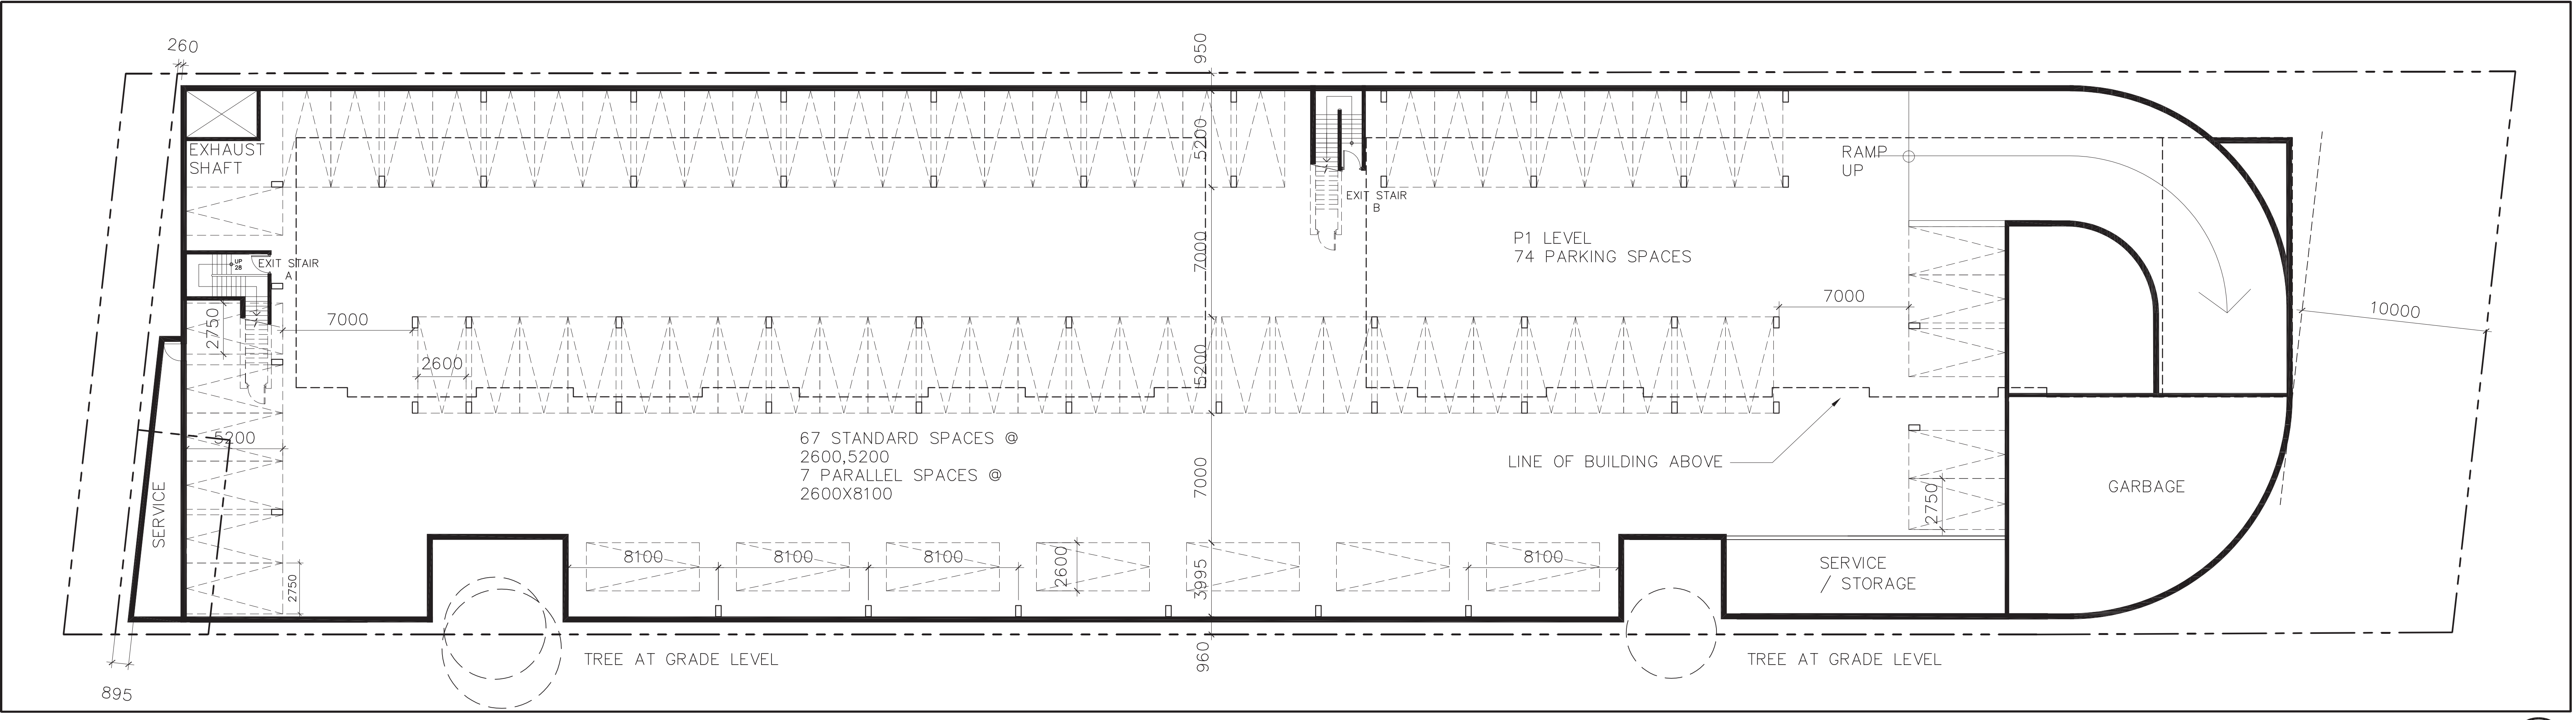 260
950
EXHAUST
SHAFT
5200
RAMP
UP
EXIT STAIR
B
P1 LEVEL
74 PARKING SPACES
7000
UP
28
EXIT STAIR
A
2750
7000
7000
10000
2600
5200
5200
67 STANDARD SPACES @
2600,5200
7 PARALLEL SPACES @
2600X8100
LINE OF BUILDING ABOVE
7000
GARBAGE
2750
SERVICE
2750
8100
8100
8100
2600
3995
8100
SERVICE
/ STORAGE
TREE AT GRADE LEVEL
960
TREE AT GRADE LEVEL
895